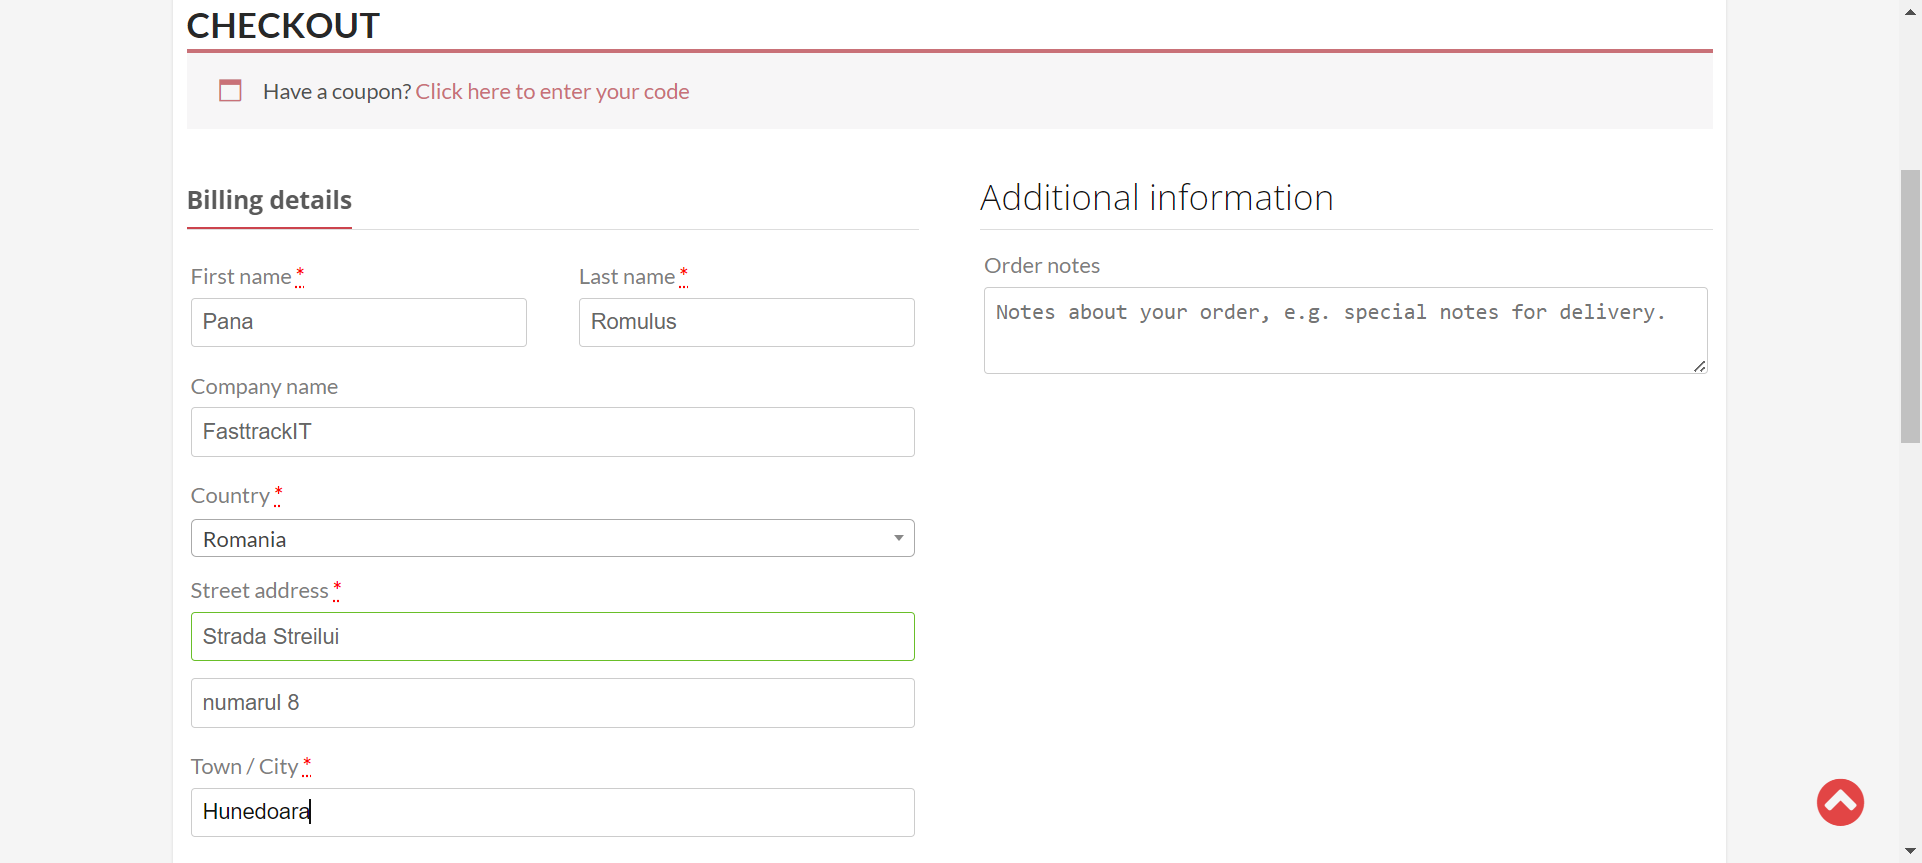 CHECKOUT
Have a coupon? Click here to enter your code
Billing details
First name *
Last name *
Pana
Romulus
Company name
FasttrackIT
Country *
Romania
Street address *
Strada Streilui
numarul 8
Town / City *
Hunedoara
Additional information
Order notes
Notes about your order, e.g. special notes for delivery.